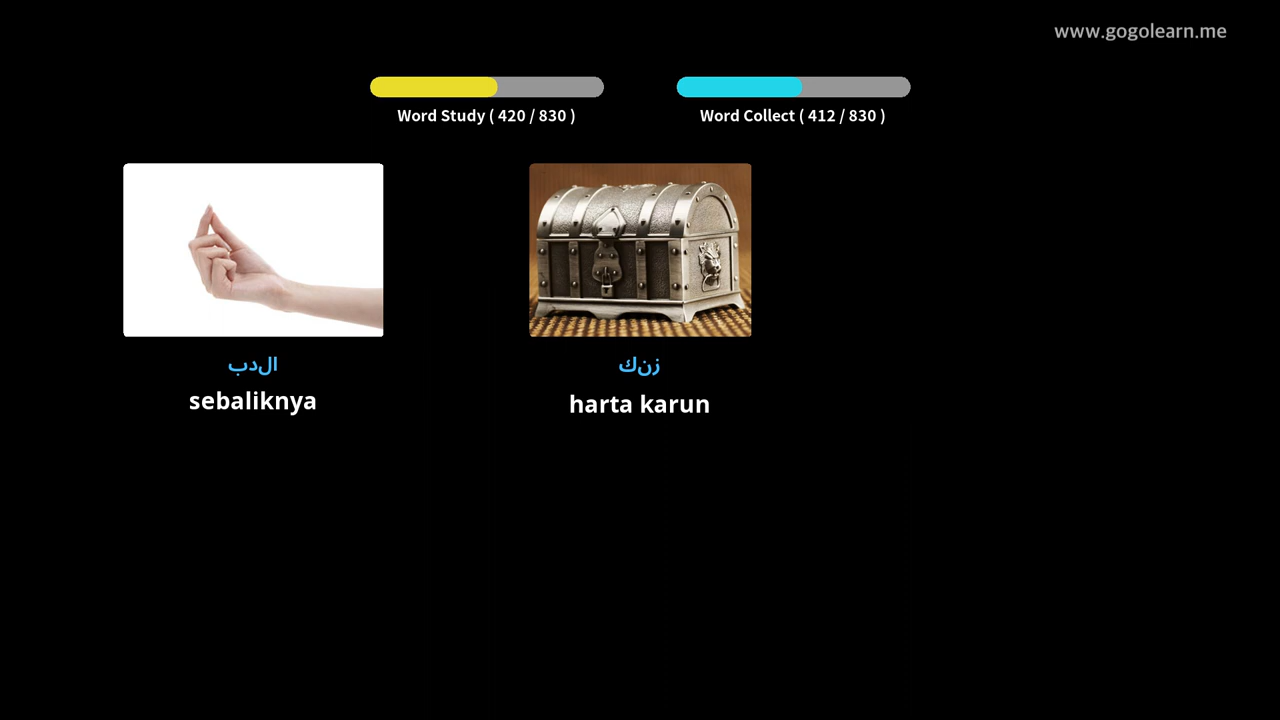 www.gogolearn.me
Word Study ( 420 / 830 )
Word Collect ( 412 / 830 )
الدب
sebaliknya
زنك
harta karun